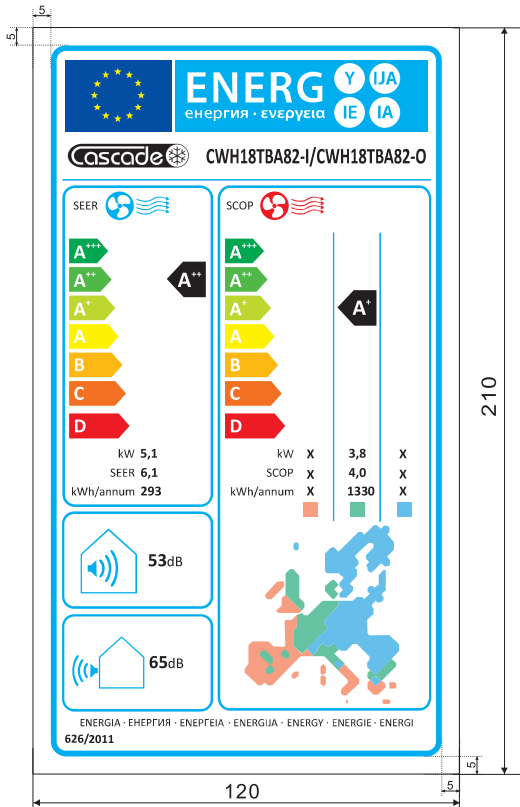 5
5
ENERG
Y IJA
IE IA
енергия · ενεργεια
Cascade CWH18TBA82-I/CWH18TBA82-O
SEER
SCOP
A+++
A++
A+
A
B
C
D
A++
A+++
A++
A+
A
B
C
D
A+
kW 5,1
SEER 6,1
kWh/annum 293
kW X 3,8 X
SCOP X 4,0 X
kWh/annum X 1330 X
53dB
65dB
ENERGIA · ЕНЕРГИЯ · ΕΝΕΡΓΕΙΑ · ENERGIJA · ENERGY · ENERGIE · ENERGI
626/2011
210
5
5
120